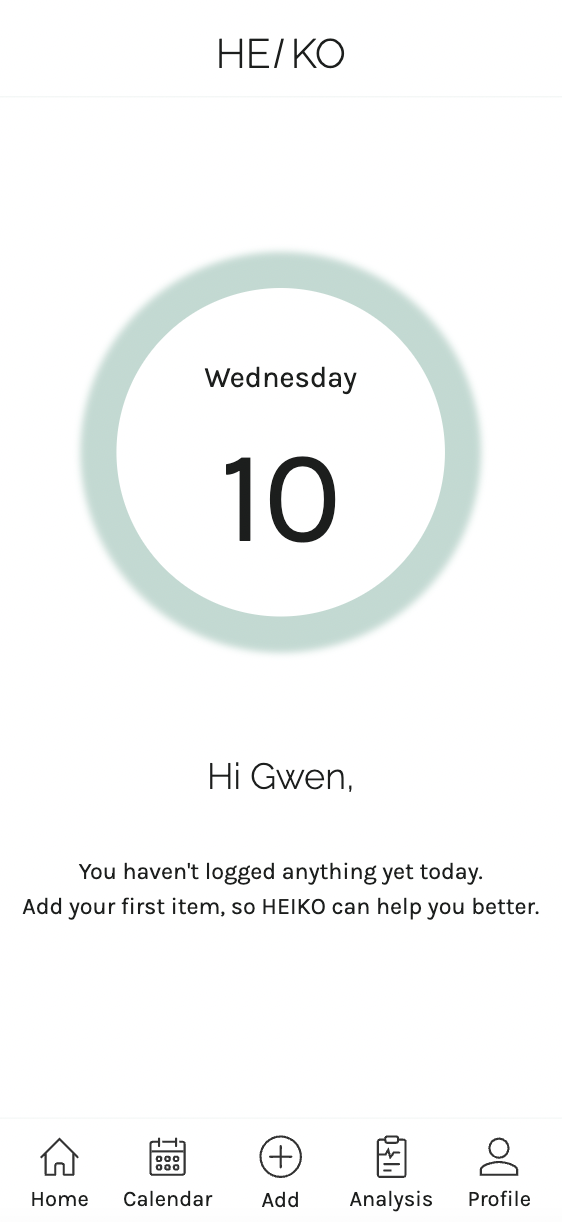 HE/KO
Wednesday
10
Hi Gwen,
You haven't logged anything yet today.
Add your first item, so HEIKO can help you better.
Home Calendar Add Analysis Profile